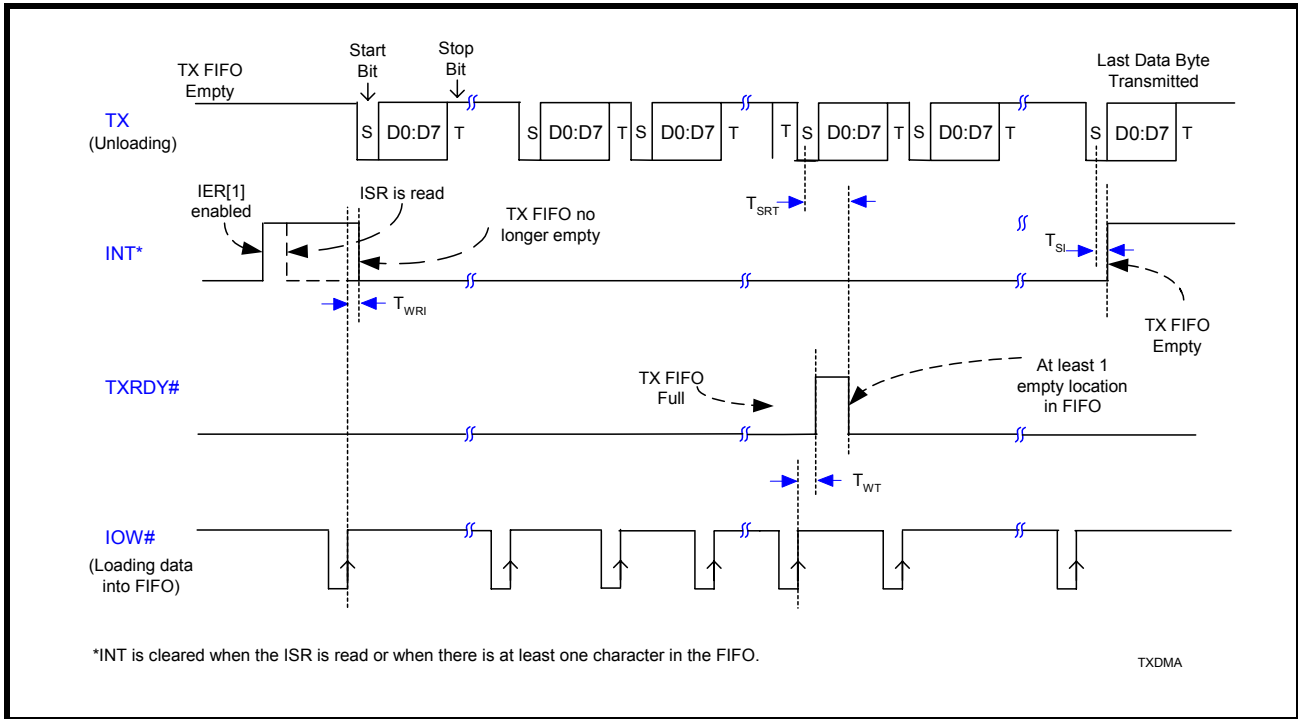 TX FIFO
Empty
Start
Bit
Stop
Bit
Last Data Byte
Transmitted
TX
(Unloading)
S D0:D7 T S D0:D7 T S D0:D7 T T S D0:D7 T S D0:D7 T S D0:D7 T
IER[1]
enabled
ISR is read
TX FIFO no
longer empty
TSRT
INT*
TSI
TWRI
TX FIFO
Empty
TXRDY#
TX FIFO
Full
At least 1
empty location
in FIFO
TWT
IOW#
(Loading data
into FIFO)
*INT is cleared when the ISR is read or when there is at least one character in the FIFO.
TXDMA